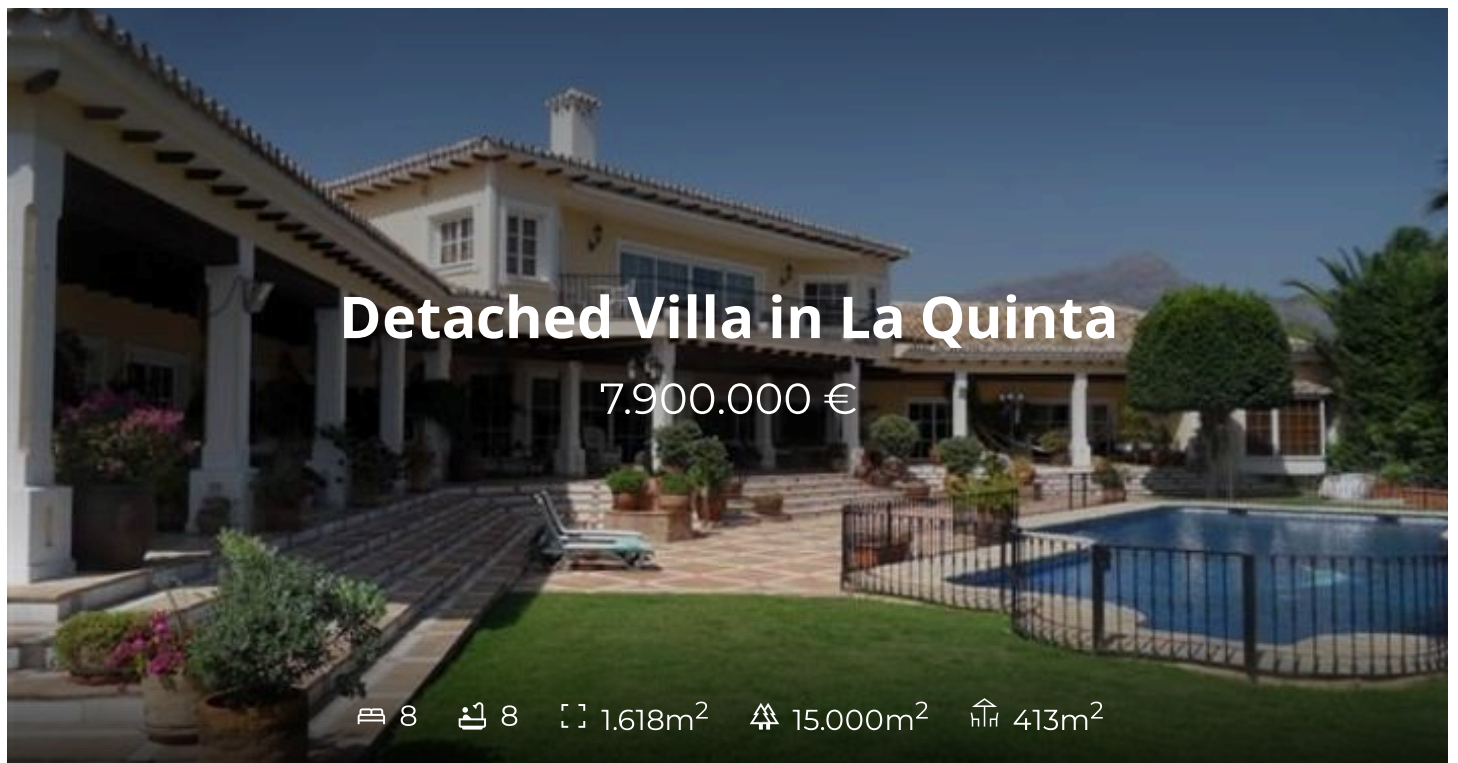 Detached Villa in La Quinta
7.900.000 €
8 8 1.618m² 15.000m² 413m²